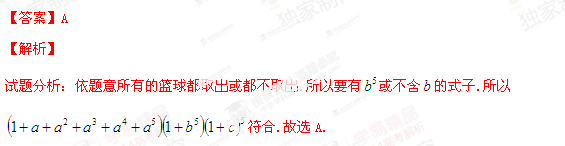 【答案】A
【解析】
试题分析：依题意所有的篮球都取出或都不取出.所以要有b⁵或不含b的式子.所以
(1+a+a²+a³+a⁴+a⁵)(1+b⁵)(1+c)⁵符合.故选A.